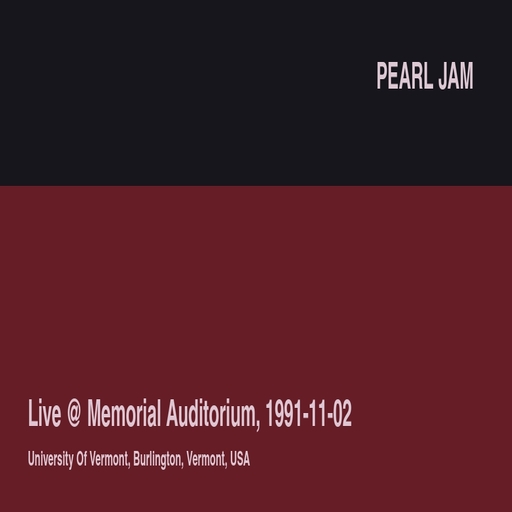 PEARL JAM
Live @ Memorial Auditorium, 1991-11-02
University Of Vermont, Burlington, Vermont, USA